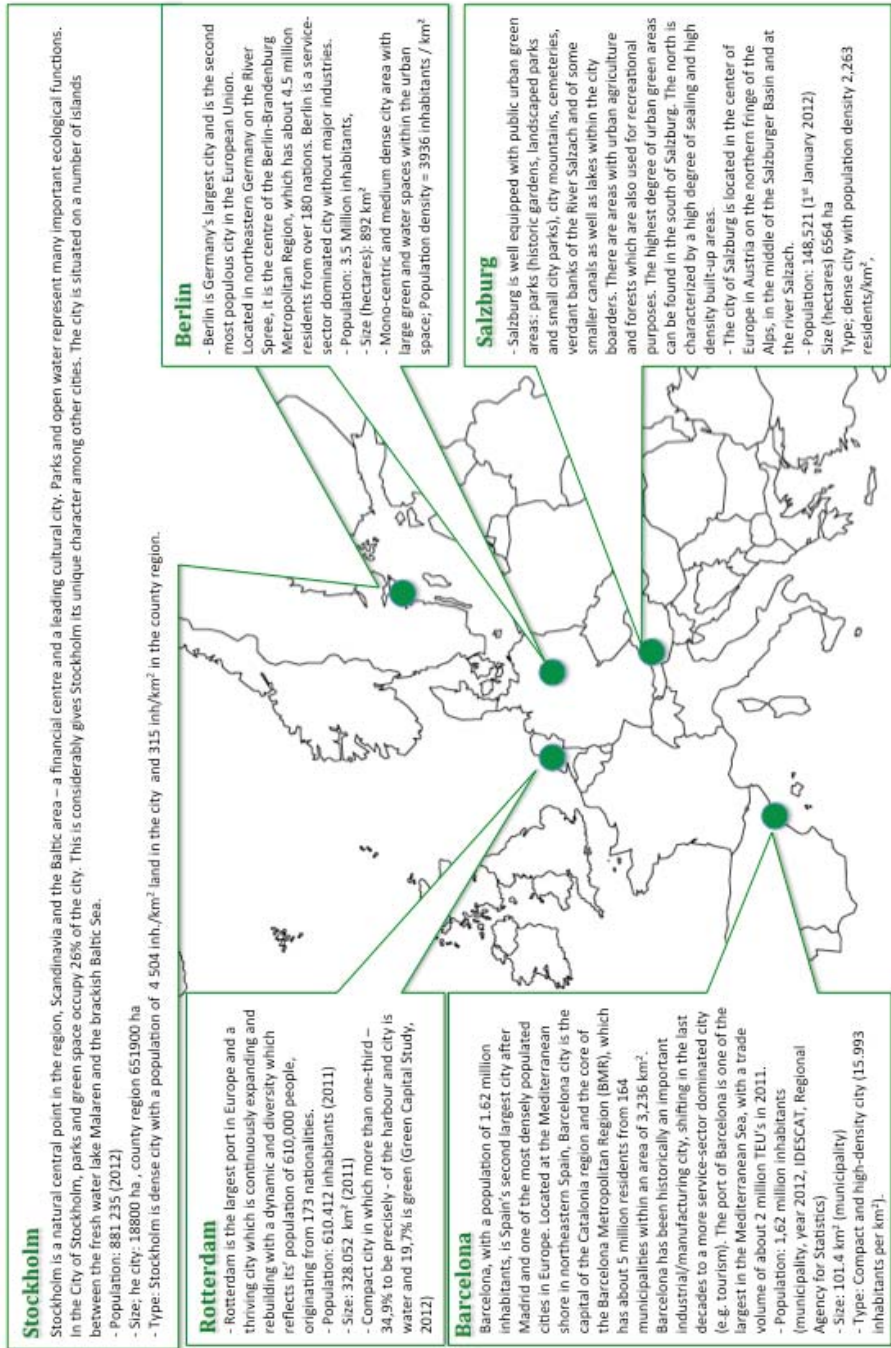 Stockholm
Stockholm is a natural central point in the region, Scandinavia and the Baltic area – a financial centre and a leading cultural city. Parks and open water represent many important ecological functions.
In the City of Stockholm, parks and green space occupy 26% of the city. This is considerably gives Stockholm its unique character among other cities. The city is situated on a number of islands
between the fresh water lake Malaren and the brackish Baltic Sea.
- Population: 881 235 (2012)
- Size; he city: 18800 ha , county region 651900 ha
- Type: Stockholm is dense city with a population of 4 504 inh./km² land in the city and 315 inh/km² in the county region.
Rotterdam
- Rotterdam is the largest port in Europe and a
thriving city which is continuously expanding and
rebuilding with a dynamic and diversity which
reflects its' population of 610,000 people,
originating from 173 nationalities.
- Population: 610.412 inhabitants (2011)
- Size: 328.052 km² (2011)
- Compact city in which more than one-third –
34,9% to be precisely - of the harbour and city is
water and 19,7% is green (Green Capital Study,
2012)
Barcelona
Barcelona, with a population of 1.62 million
inhabitants, is Spain's second largest city after
Madrid and one of the most densely populated
cities in Europe. Located at the Mediterranean
shore in northeastern Spain, Barcelona city is the
capital of the Catalonia region and the core of
the Barcelona Metropolitan Region (BMR), which
has about 5 million residents from 164
municipalities within an area of 3,236 km².
Barcelona has been historically an important
industrial/manufacturing city, shifting in the last
decades to a more service-sector dominated city
(e.g. tourism). The port of Barcelona is one of the
largest in the Mediterranean Sea, with a trade
volume of about 2 million TEU's in 2011.
- Population: 1,62 million inhabitants
(municipality, year 2012, IDESCAT, Regional
Agency for Statistics)
- Size: 101.4 km² (municipality)
- Type: Compact and high-density city (15.993
inhabitants per km²).
Berlin
- Berlin is Germany's largest city and is the second
most populous city in the European Union.
Located in northeastern Germany on the River
Spree, it is the centre of the Berlin-Brandenburg
Metropolitan Region, which has about 4.5 million
residents from over 180 nations. Berlin is a service-
sector dominated city without major industries.
- Population: 3.5 Million inhabitants,
- Size (hectares): 892 km²
- Mono-centric and medium dense city area with
large green and water spaces within the urban
space; Population density = 3936 inhabitants / km²
Salzburg
- Salzburg is well equipped with public urban green
areas: parks (historic gardens, landscaped parks
and small city parks), city mountains, cemeteries,
verdant banks of the River Salzach and of some
smaller canals as well as lakes within the city
boarders. There are areas with urban agriculture
and forests which are also used for recreational
purposes. The highest degree of urban green areas
can be found in the south of Salzburg. The north is
characterized by a high degree of sealing and high
density built-up areas.
- The city of Salzburg is located in the center of
Europe in Austria on the northern fringe of the
Alps, in the middle of the Salzburger Basin and at
the river Salzach.
- Population: 148,521 (1st January 2012)
Size (hectares) 6564 ha
Type; dense city with population density 2,263
residents/km²,